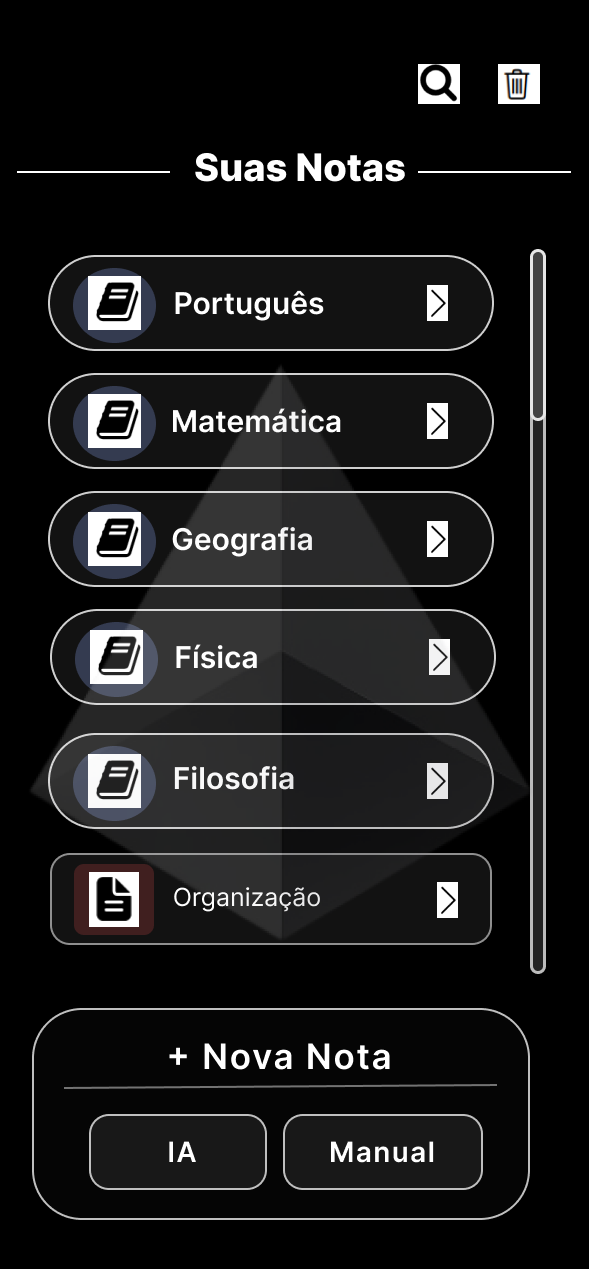 Suas Notas
Português
Matemática
Geografia
Física
Filosofia
Organização
+ Nova Nota
IA
Manual